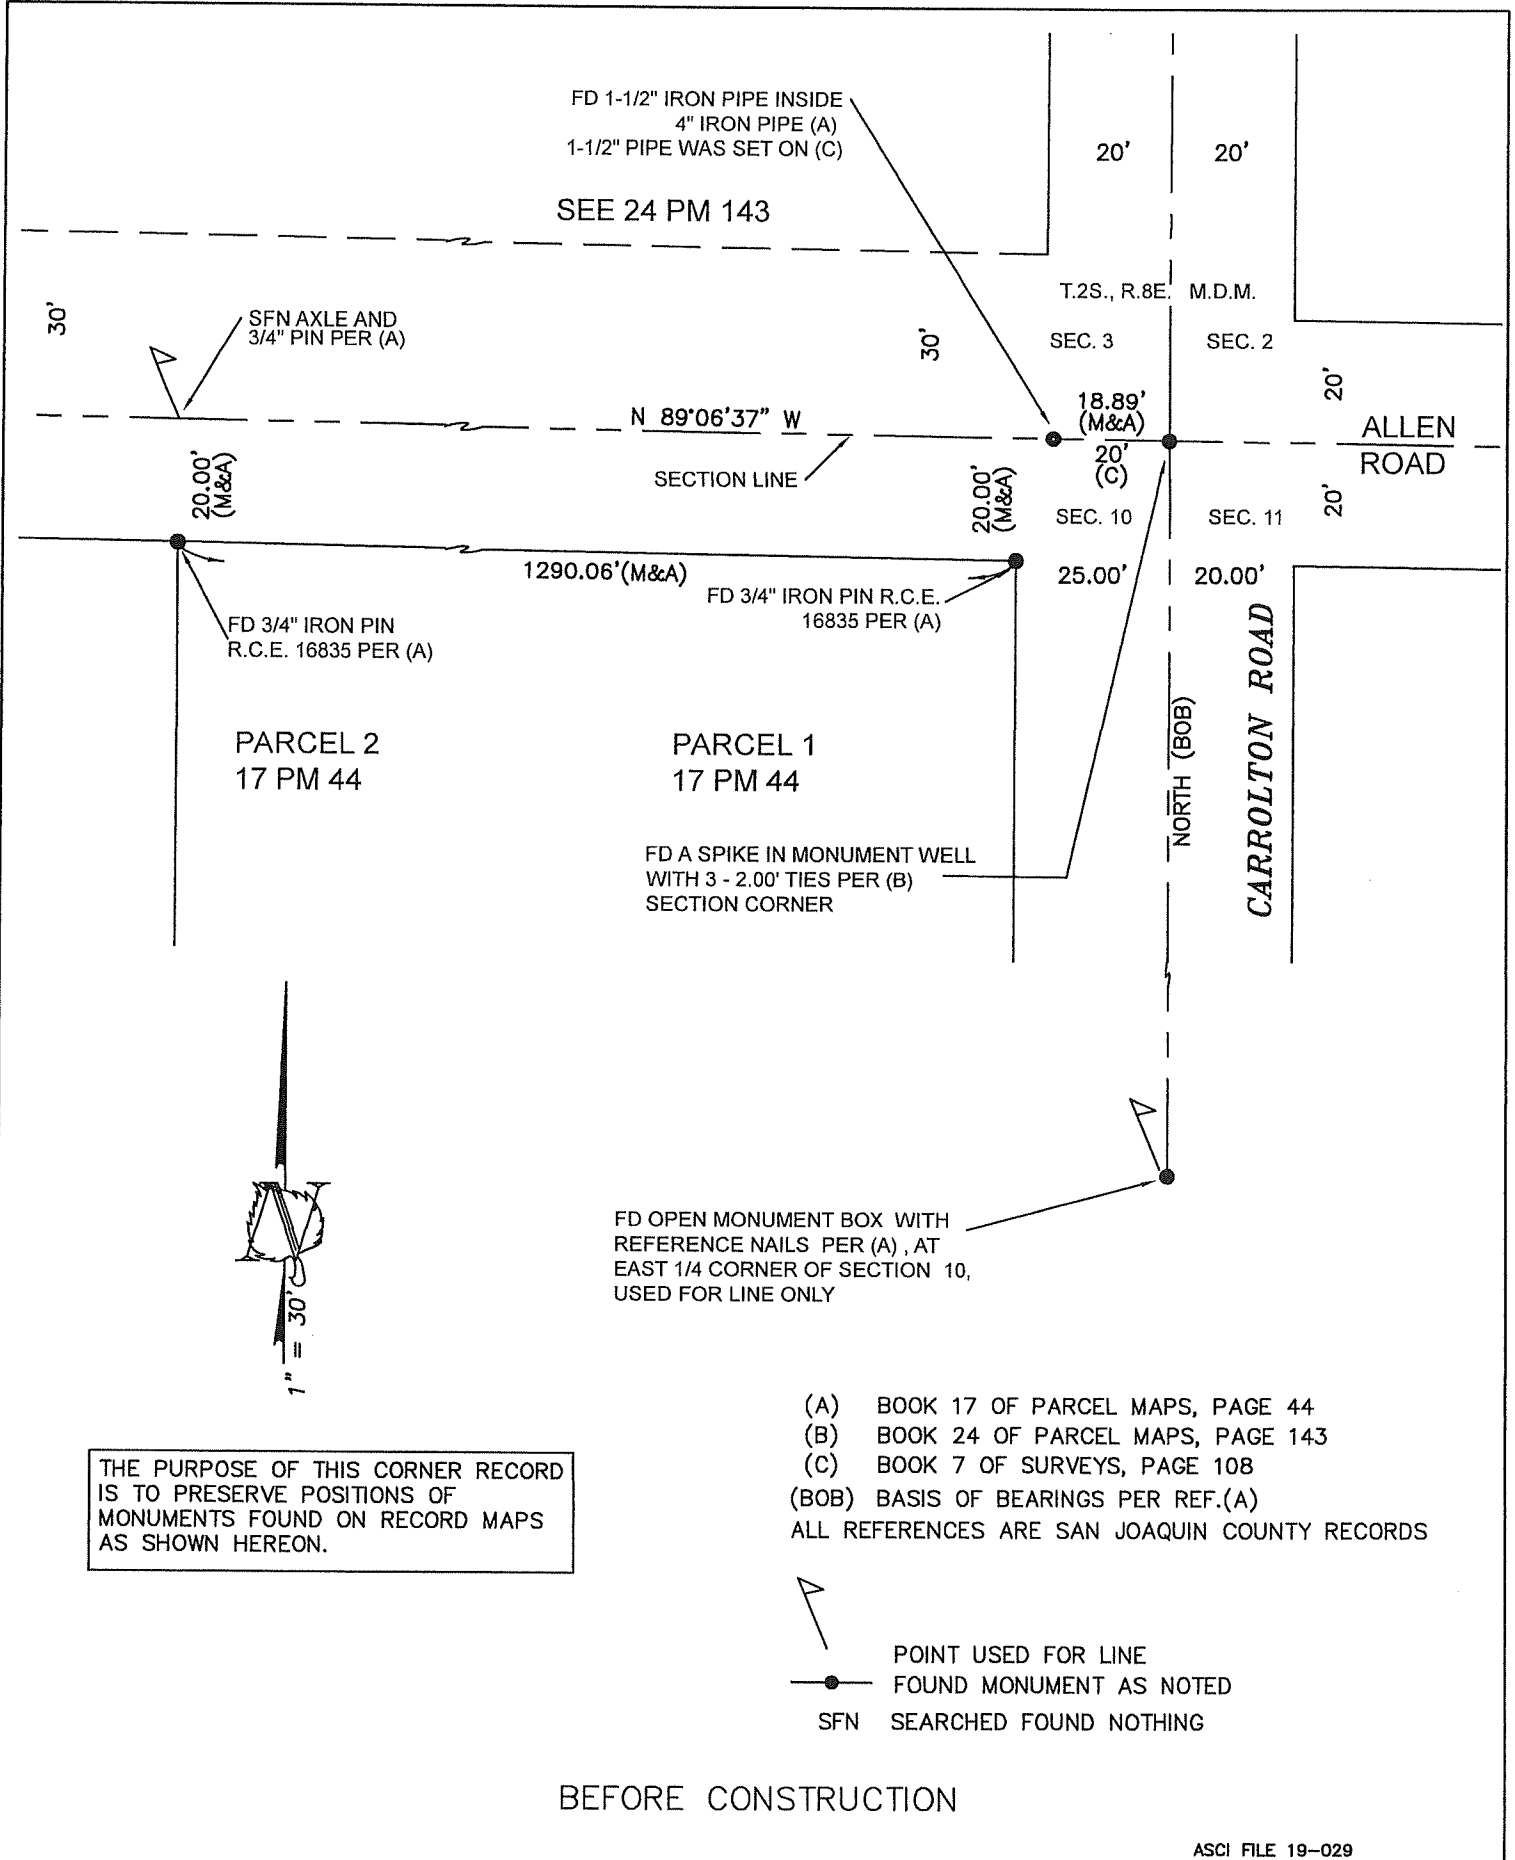 FD 1-1/2" IRON PIPE INSIDE
4" IRON PIPE (A)
1-1/2" PIPE WAS SET ON (C)
20'
20'
SEE 24 PM 143
T.2S., R.8E. M.D.M.
30'
SFN AXLE AND
3/4" PIN PER (A)
30'
SEC. 3
SEC. 2
18.89'
(M&A)
20'
N 89°06'37" W
ALLEN
ROAD
20'
(C)
SECTION LINE
20.00'
(M&A)
20.00'
(M&A)
SEC. 10
SEC. 11
20'
1290.06'(M&A)
25.00'
20.00'
FD 3/4" IRON PIN R.C.E.
16835 PER (A)
FD 3/4" IRON PIN
R.C.E. 16835 PER (A)
PARCEL 2
17 PM 44
PARCEL 1
17 PM 44
NORTH (BOB)
CARROLTON ROAD
FD A SPIKE IN MONUMENT WELL
WITH 3 - 2.00' TIES PER (B)
SECTION CORNER
N
1" = 30'
FD OPEN MONUMENT BOX WITH
REFERENCE NAILS PER (A) , AT
EAST 1/4 CORNER OF SECTION 10,
USED FOR LINE ONLY
(A) BOOK 17 OF PARCEL MAPS, PAGE 44
(B) BOOK 24 OF PARCEL MAPS, PAGE 143
(C) BOOK 7 OF SURVEYS, PAGE 108
(BOB) BASIS OF BEARINGS PER REF.(A)
ALL REFERENCES ARE SAN JOAQUIN COUNTY RECORDS
THE PURPOSE OF THIS CORNER RECORD
IS TO PRESERVE POSITIONS OF
MONUMENTS FOUND ON RECORD MAPS
AS SHOWN HEREON.
POINT USED FOR LINE
FOUND MONUMENT AS NOTED
SFN SEARCHED FOUND NOTHING
BEFORE CONSTRUCTION
ASCI FILE 19-029